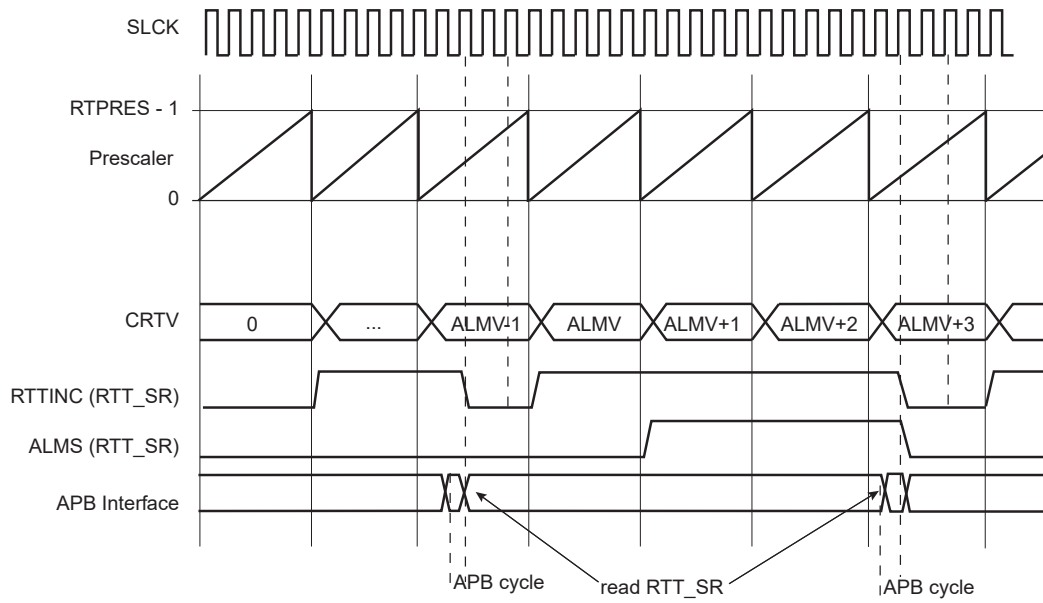 SLCK
RTPRES - 1
Prescaler
0
CRTV
0
...
ALMV-1
ALMV
ALMV+1
ALMV+2
ALMV+3
RTTINC (RTT_SR)
ALMS (RTT_SR)
APB Interface
APB cycle
read RTT_SR
APB cycle